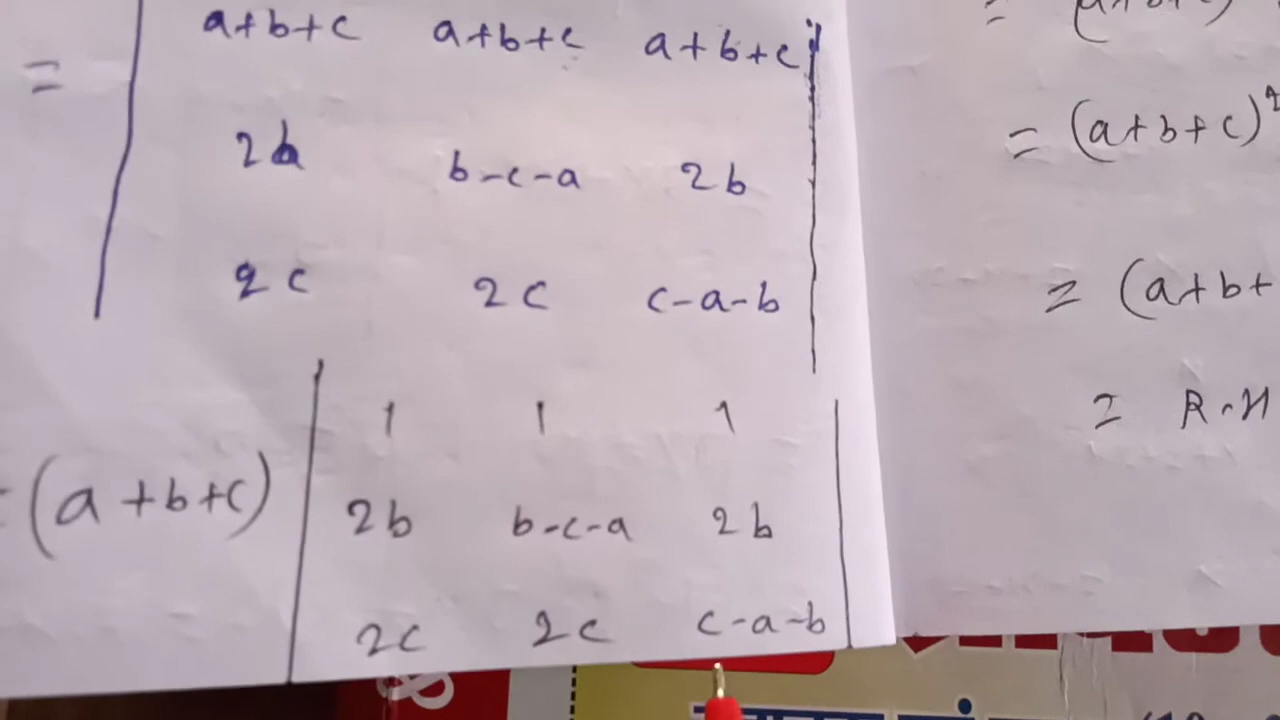 = | a+b+c a+b+c a+b+c |
2b b-c-a 2b
2c 2c c-a-b
= (a+b+c) | 1 1 1 |
2b b-c-a 2b
2c 2c c-a-b
=
= (a+b+c)
= (a+b+
= R.H